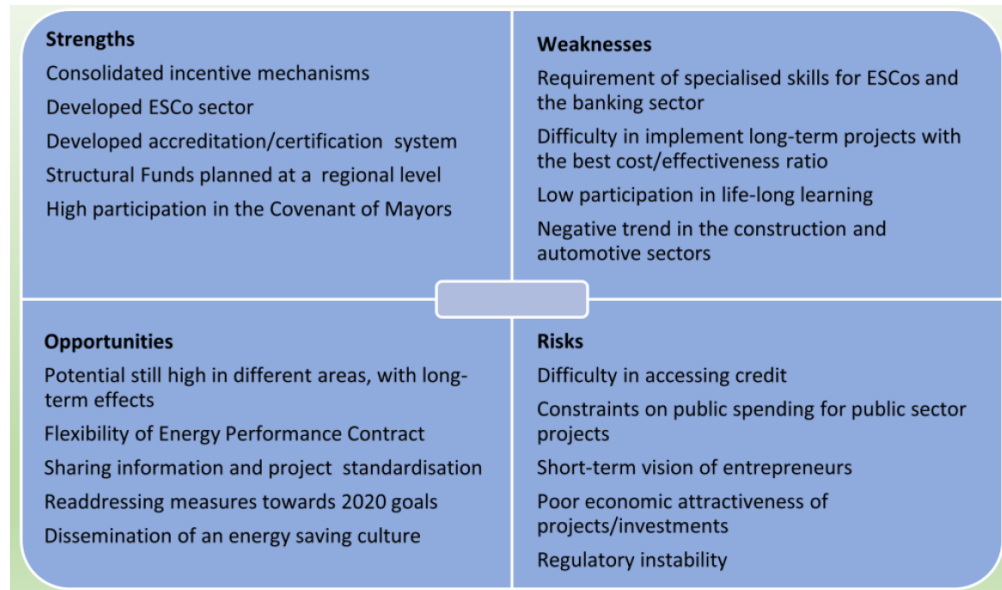 Strengths
Consolidated incentive mechanisms
Developed ESCo sector
Developed accreditation/certification system
Structural Funds planned at a regional level
High participation in the Covenant of Mayors
Weaknesses
Requirement of specialised skills for ESCos and
the banking sector
Difficulty in implement long-term projects with
the best cost/effectiveness ratio
Low participation in life-long learning
Negative trend in the construction and
automotive sectors
Opportunities
Potential still high in different areas, with long-
term effects
Flexibility of Energy Performance Contract
Sharing information and project standardisation
Readdressing measures towards 2020 goals
Dissemination of an energy saving culture
Risks
Difficulty in accessing credit
Constraints on public spending for public sector
projects
Short-term vision of entrepreneurs
Poor economic attractiveness of
projects/investments
Regulatory instability